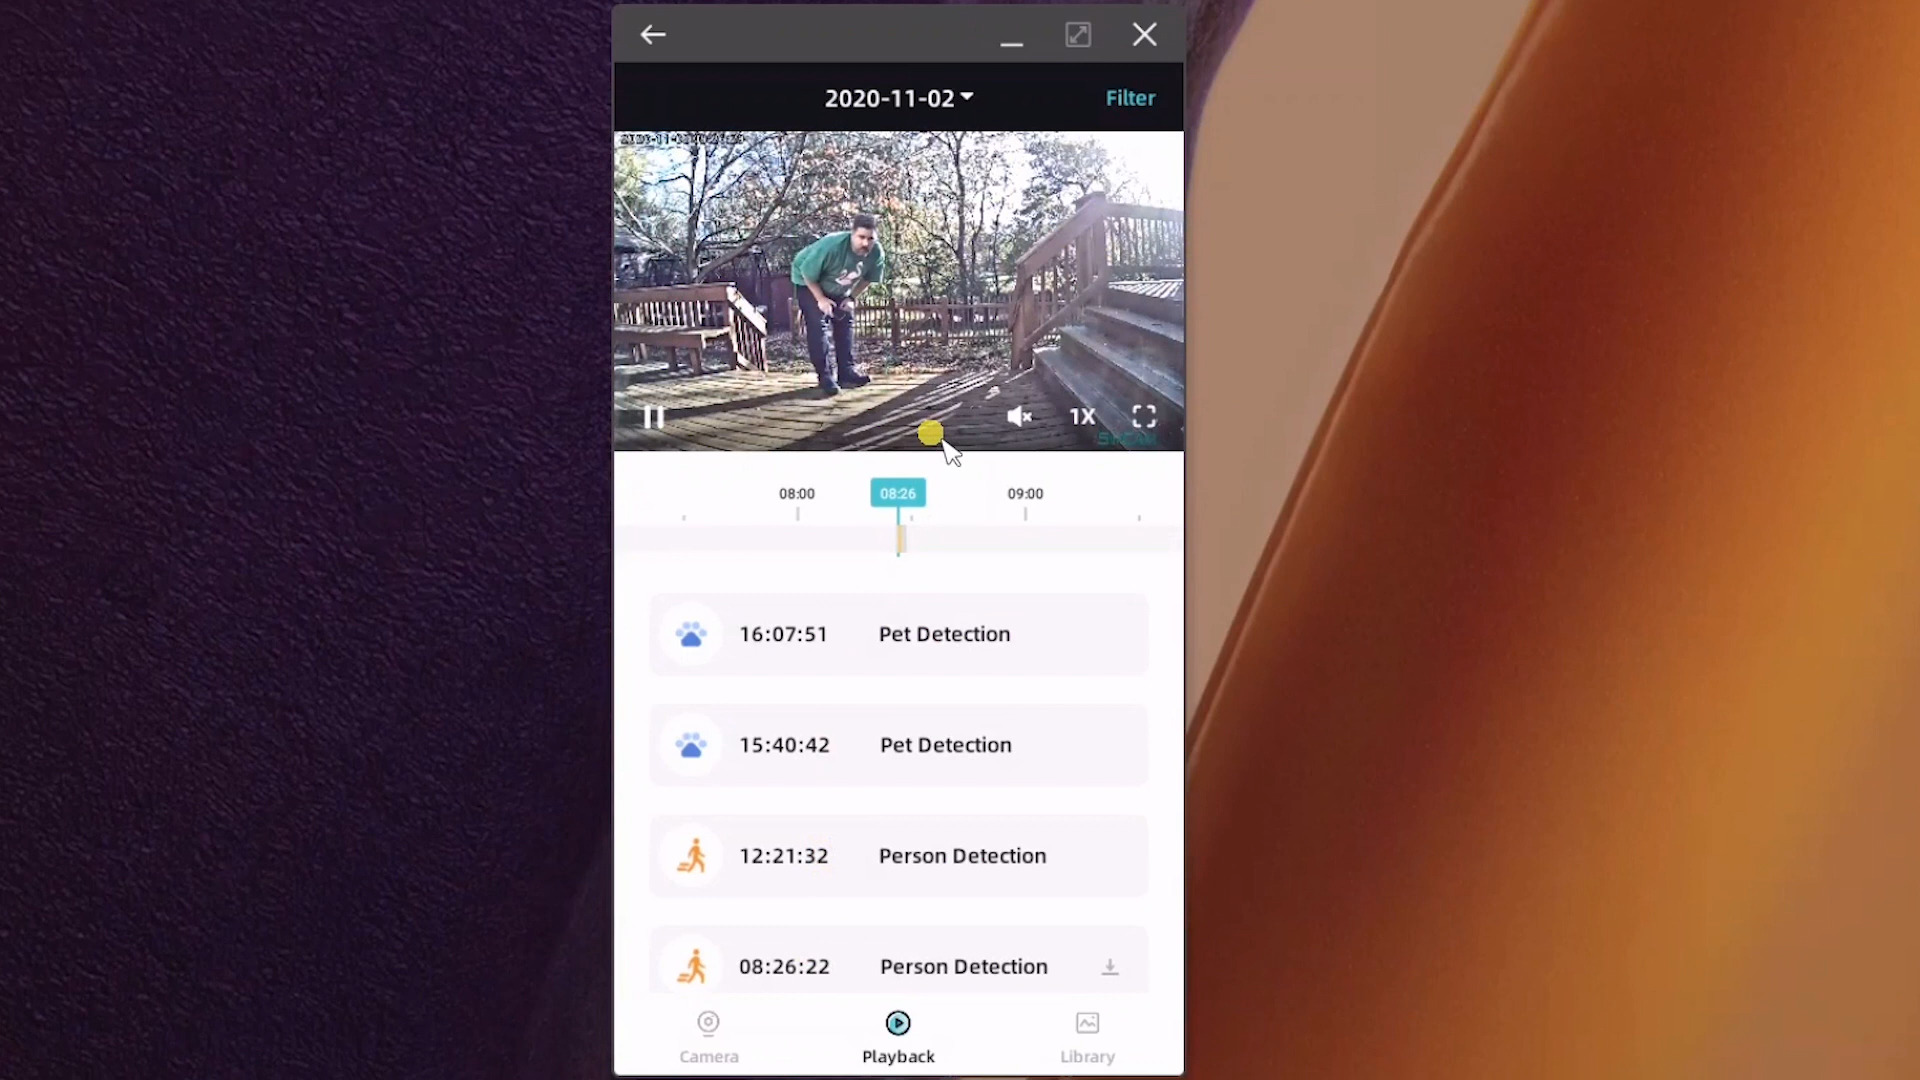 2020-11-02
Filter
1X
08:00
08:26
09:00
16:07:51 Pet Detection
15:40:42 Pet Detection
12:21:32 Person Detection
08:26:22 Person Detection
Camera
Playback
Library